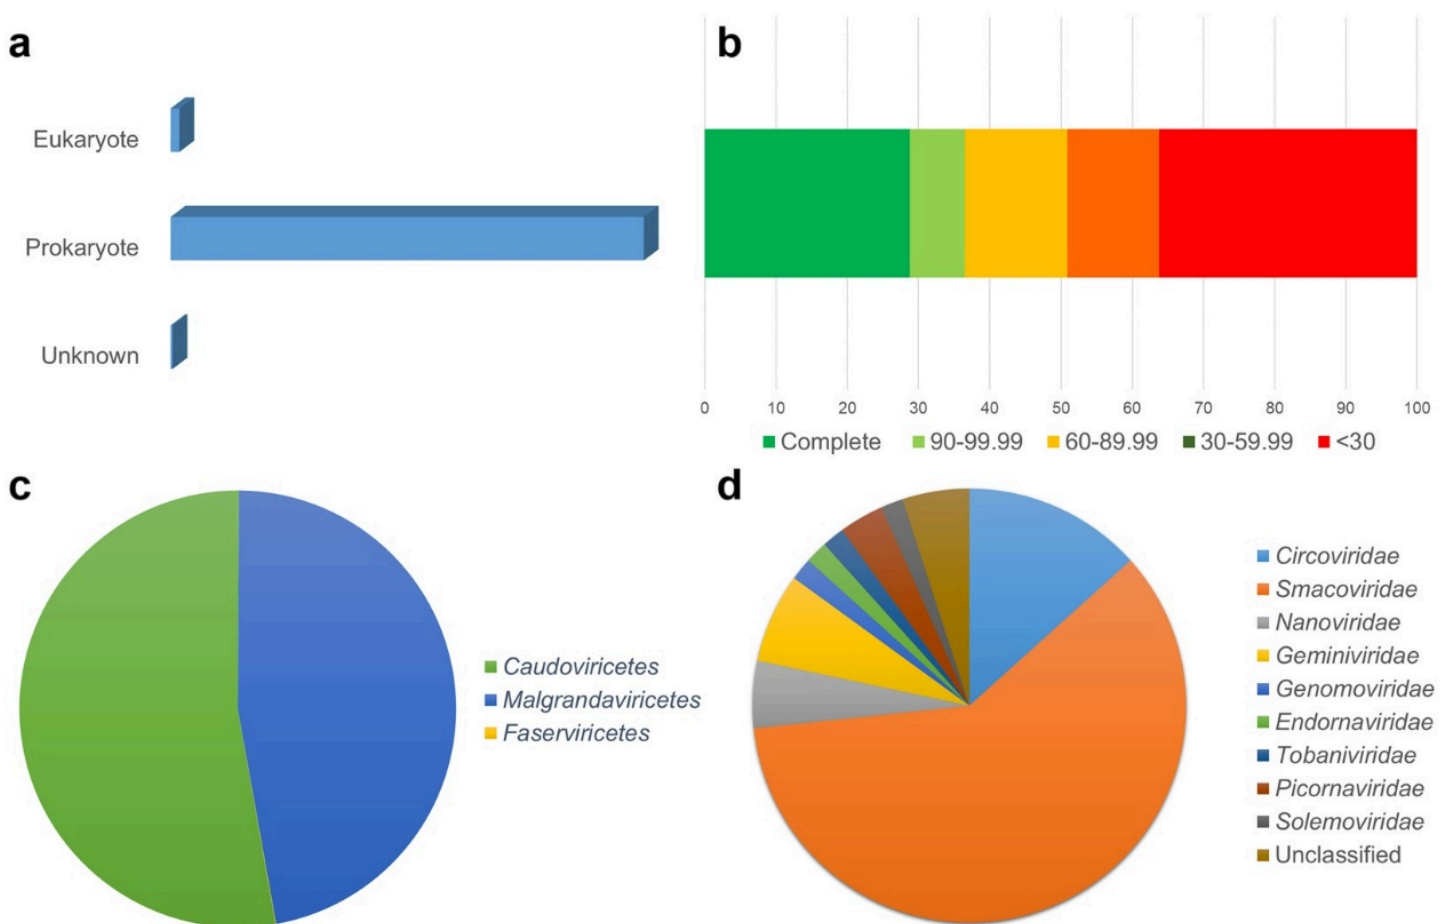 a
Eukaryote
Prokaryote
Unknown
b
0 10 20 30 40 50 60 70 80 90 100
Complete 90-99.99 60-89.99 30-59.99 <30
c
Caudoviricetes
Malgrandaviricetes
Faserviricetes
d
Circoviridae
Smacoviridae
Nanoviridae
Geminiviridae
Genomoviridae
Endornaviridae
Tobaniviridae
Picornaviridae
Solemoviridae
Unclassified